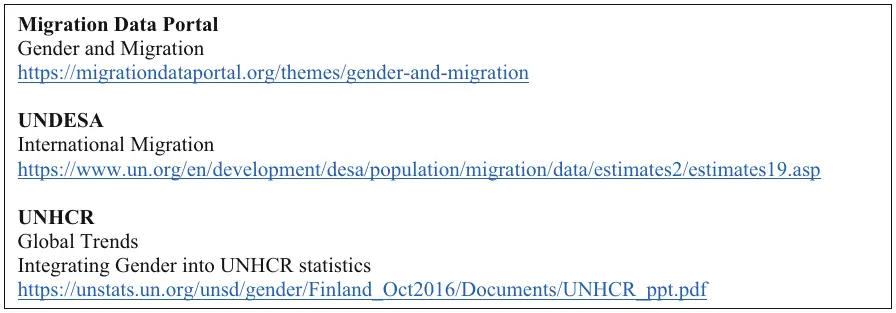 Migration Data Portal
Gender and Migration
https://migrationdataportal.org/themes/gender-and-migration
UNDESA
International Migration
https://www.un.org/en/development/desa/population/migration/data/estimates2/estimates19.asp
UNHCR
Global Trends
Integrating Gender into UNHCR statistics
https://unstats.un.org/unsd/gender/Finland_Oct2016/Documents/UNHCR_ppt.pdf